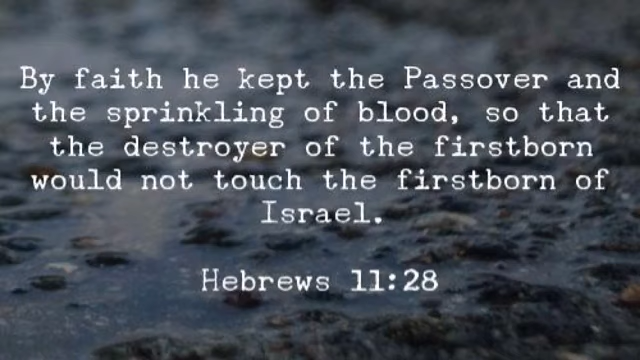 By faith he kept the Passover and
the sprinkling of blood, so that
the destroyer of the firstborn
would not touch the firstborn of
Israel.
Hebrews 11:28